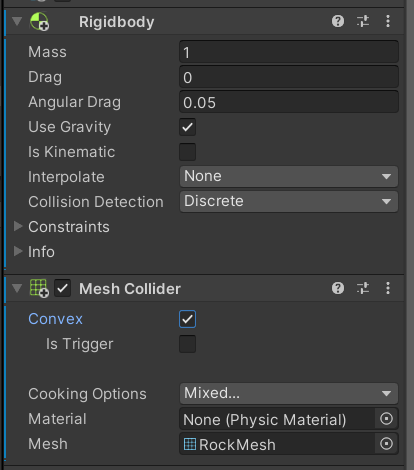 Rigidbody
Mass 1
Drag 0
Angular Drag 0.05
Use Gravity
Is Kinematic
Interpolate None
Collision Detection Discrete
Constraints
Info
Mesh Collider
Convex
Is Trigger
Cooking Options Mixed...
Material None (Physic Material)
Mesh RockMesh